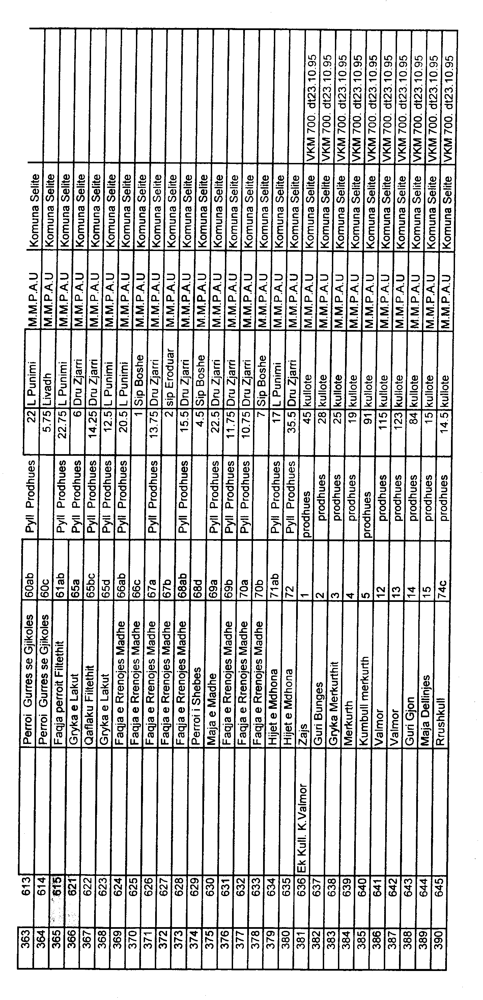 363 613 Perroi Gurres se Gjikoles 60ab Pyll Prodhues 22 L Punimi M.M.P.A.U Komuna Selite
364 614 Perroi Gurres se Gjikoles 60c 5.75 Livadh M.M.P.A.U Komuna Selite
365 615 Faqja perroit Filtethit 61ab Pyll Prodhues 22.75 L Punimi M.M.P.A.U Komuna Selite
366 621 Gryka e Lakut 65a Pyll Prodhues 6 Dru Zjarri M.M.P.A.U Komuna Selite
367 622 Qaflaku Filtethit 65bc Pyll Prodhues 14.25 Dru Zjarri M.M.P.A.U Komuna Selite
368 623 Gryka e Lakut 65d Pyll Prodhues 12.5 L Punimi M.M.P.A.U Komuna Selite
369 624 Faqja e Rrenojes Madhe 66ab Pyll Prodhues 20.5 L Punimi M.M.P.A.U Komuna Selite
370 625 Faqja e Rrenojes Madhe 66c 1 Sip Boshe M.M.P.A.U Komuna Selite
371 626 Faqja e Rrenojes Madhe 67a Pyll Prodhues 13.75 Dru Zjarri M.M.P.A.U Komuna Selite
372 627 Faqja e Rrenojes Madhe 67b 2 sip Eroduar M.M.P.A.U Komuna Selite
373 628 Faqja e Rrenojes Madhe 68ab Pyll Prodhues 15.5 Dru Zjarri M.M.P.A.U Komuna Selite
374 629 Perroi i Shebes 68d 4.5 Sip Boshe M.M.P.A.U Komuna Selite
375 630 Maja e Madhe 69a Pyll Prodhues 22.5 Dru Zjarri M.M.P.A.U Komuna Selite
376 631 Faqja e Rrenojes Madhe 69b Pyll Prodhues 11.75 Dru Zjarri M.M.P.A.U Komuna Selite
377 632 Faqja e Rrenojes Madhe 70a Pyll Prodhues 10.75 Dru Zjarri M.M.P.A.U Komuna Selite
378 633 Faqja e Rrenojes Madhe 70b 7 Sip Boshe M.M.P.A.U Komuna Selite
379 634 Hijet e Mdhona 71ab Pyll Prodhues 17 L Punimi M.M.P.A.U Komuna Selite
380 635 Hijet e Mdhona 72 Pyll Prodhues 35.5 Dru Zjarri M.M.P.A.U Komuna Selite
381 636 Ek Kull. K.Valmor Zajs 1 prodhues 45 kullote M.M.P.A.U Komuna Selite VKM 700. dt23.10.95
382 637 Guri Bunges 2 prodhues 28 kullote M.M.P.A.U Komuna Selite VKM 700. dt23.10.95
383 638 Gryka Merkurthit 3 prodhues 25 kullote M.M.P.A.U Komuna Selite VKM 700. dt23.10.95
384 639 Merkurth 4 prodhues 19 kullote M.M.P.A.U Komuna Selite VKM 700. dt23.10.95
385 640 Kumbull merkurth 5 prodhues 91 kullote M.M.P.A.U Komuna Selite VKM 700. dt23.10.95
386 641 Valmor 12 prodhues 115 kullote M.M.P.A.U Komuna Selite VKM 700. dt23.10.95
387 642 Valmor 13 prodhues 123 kullote M.M.P.A.U Komuna Selite VKM 700. dt23.10.95
388 643 Guri Gjon 14 prodhues 84 kullote M.M.P.A.U Komuna Selite VKM 700. dt23.10.95
389 644 Maja Dellinjes 15 prodhues 15 kullote M.M.P.A.U Komuna Selite VKM 700. dt23.10.95
390 645 Rrushkull 74c prodhues 14.5 kullote M.M.P.A.U Komuna Selite VKM 700. dt23.10.95